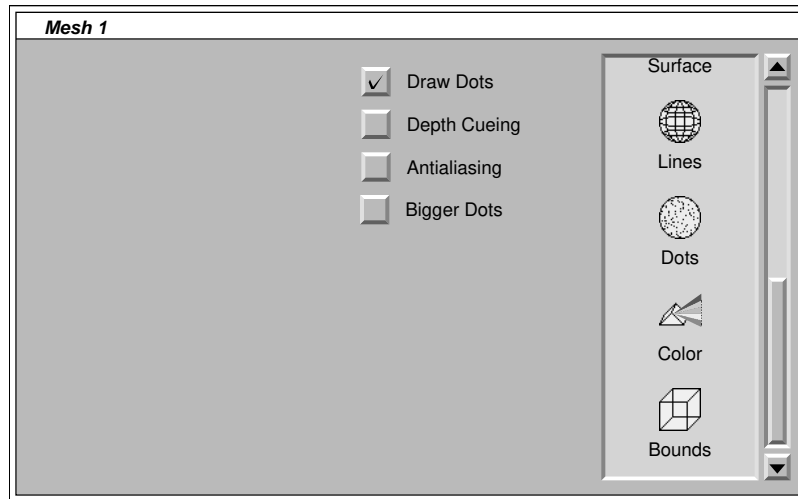 Mesh 1
Draw Dots
Depth Cueing
Antialiasing
Bigger Dots
Surface
Lines
Dots
Color
Bounds